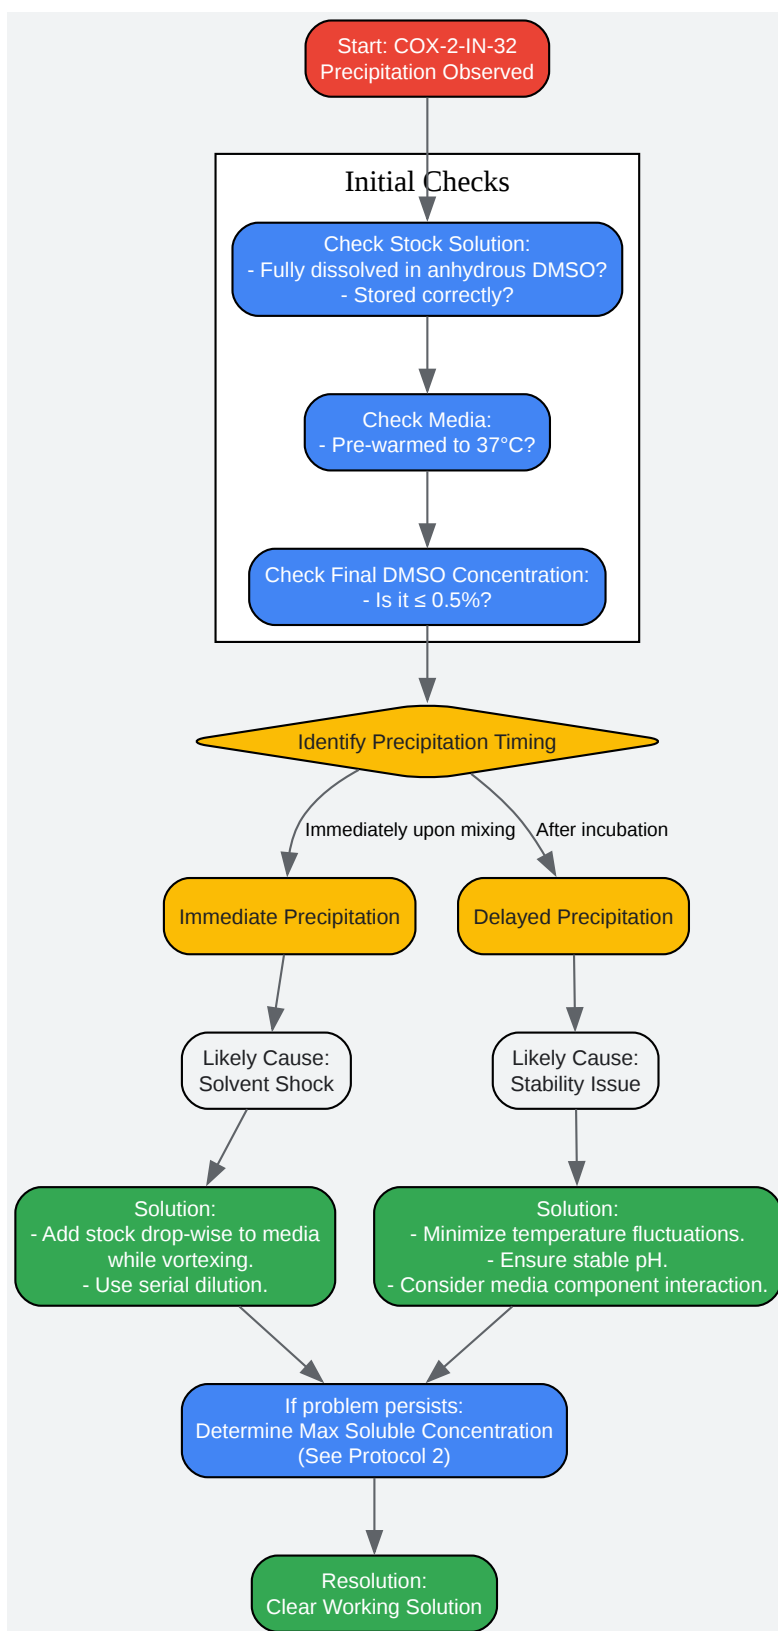 Start: COX-2-IN-32
Precipitation Observed
Initial Checks
Check Stock Solution:
- Fully dissolved in anhydrous DMSO?
- Stored correctly?
Check Media:
- Pre-warmed to 37°C?
Check Final DMSO Concentration:
- Is it ≤ 0.5%?
Identify Precipitation Timing
Immediately upon mixing
After incubation
Immediate Precipitation
Delayed Precipitation
Likely Cause:
Solvent Shock
Likely Cause:
Stability Issue
Solution:
- Add stock drop-wise to media
while vortexing.
- Use serial dilution.
Solution:
- Minimize temperature fluctuations.
- Ensure stable pH.
- Consider media component interaction.
If problem persists:
Determine Max Soluble Concentration
(See Protocol 2)
Resolution:
Clear Working Solution